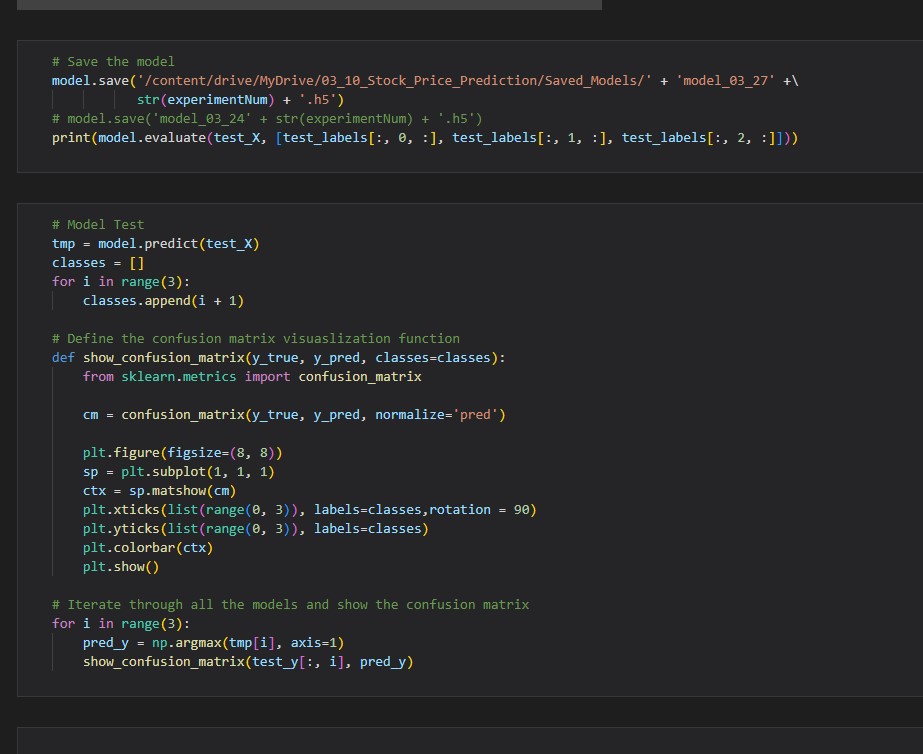 # Save the model
model.save('/content/drive/MyDrive/03_10_Stock_Price_Prediction/Saved_Models/' + 'model_03_27' +\
str(experimentNum) + '.h5')
# model.save('model_03_24' + str(experimentNum) + '.h5')
print(model.evaluate(test_X, [test_labels[:, 0, :], test_labels[:, 1, :], test_labels[:, 2, :]]))
# Model Test
tmp = model.predict(test_X)
classes = []
for i in range(3):
    classes.append(i + 1)
# Define the confusion matrix visuaslization function
def show_confusion_matrix(y_true, y_pred, classes=classes):
    from sklearn.metrics import confusion_matrix
    cm = confusion_matrix(y_true, y_pred, normalize='pred')
    plt.figure(figsize=(8, 8))
    sp = plt.subplot(1, 1, 1)
    ctx = sp.matshow(cm)
    plt.xticks(list(range(0, 3)), labels=classes,rotation = 90)
    plt.yticks(list(range(0, 3)), labels=classes)
    plt.colorbar(ctx)
    plt.show()
# Iterate through all the models and show the confusion matrix
for i in range(3):
    pred_y = np.argmax(tmp[i], axis=1)
    show_confusion_matrix(test_y[:, i], pred_y)